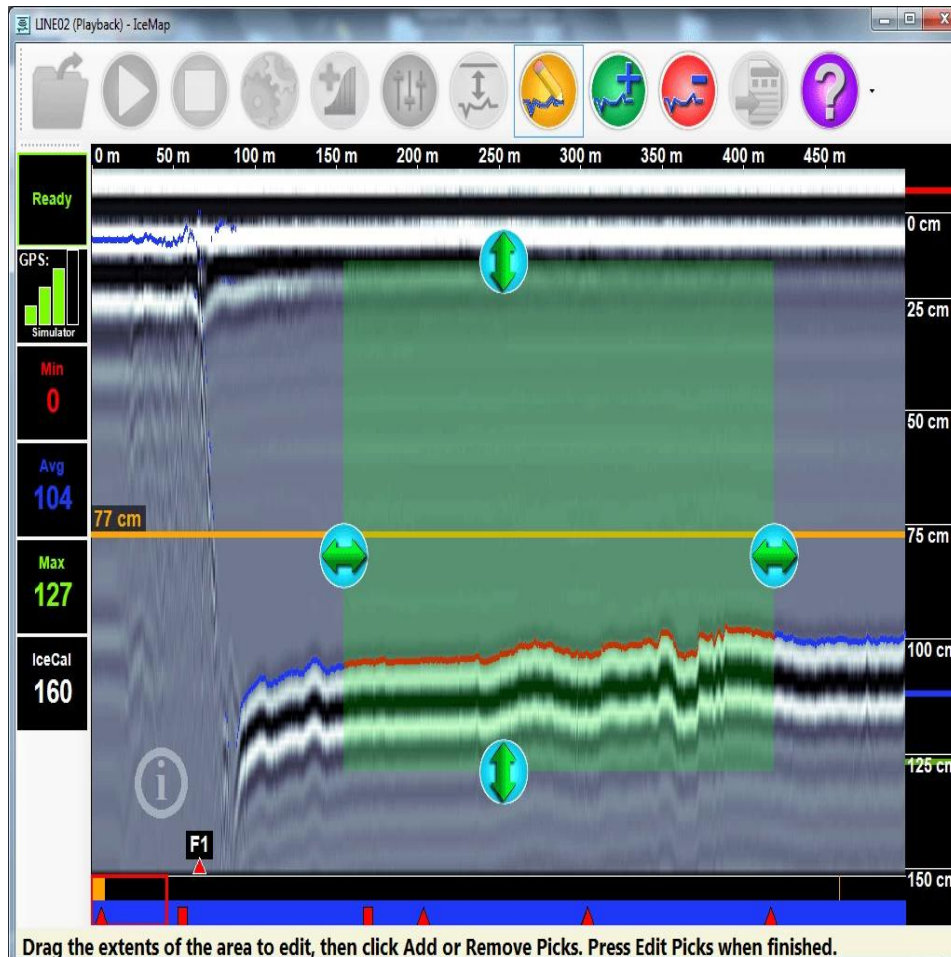 LINE02 (Playback) - IceMap
0 m 50 m 100 m 150 m 200 m 250 m 300 m 350 m 400 m 450 m
Ready
GPS:
Simulator
Min
0
Avg
104
Max
127
IceCal
160
77 cm
F1
0 cm
25 cm
50 cm
75 cm
100 cm
125 cm
150 cm
Drag the extents of the area to edit, then click Add or Remove Picks. Press Edit Picks when finished.